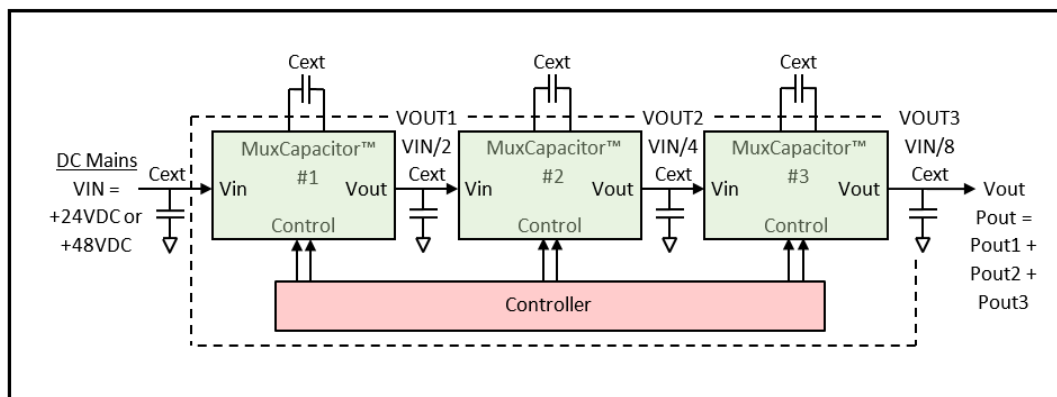 Cext
Cext
Cext
VOUT1
VOUT2
VOUT3
DC Mains
VIN =
+24VDC or
+48VDC
Cext
MuxCapacitor™
#1
Vin
Vout
Control
VIN/2
Cext
MuxCapacitor™
#2
Vin
Vout
Control
VIN/4
Cext
MuxCapacitor™
#3
Vin
Vout
Control
VIN/8
Cext
Vout
Pout =
Pout1 +
Pout2 +
Pout3
Controller